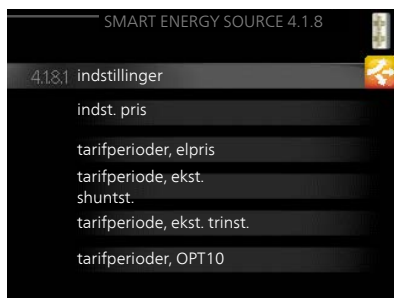 SMART ENERGY SOURCE 4.1.8
4.1.8.1 indstillinger
indst. pris
tarifperioder, elpris
tarifperiode, ekst.
shuntst.
tarifperiode, ekst. trinst.
tarifperioder, OPT10